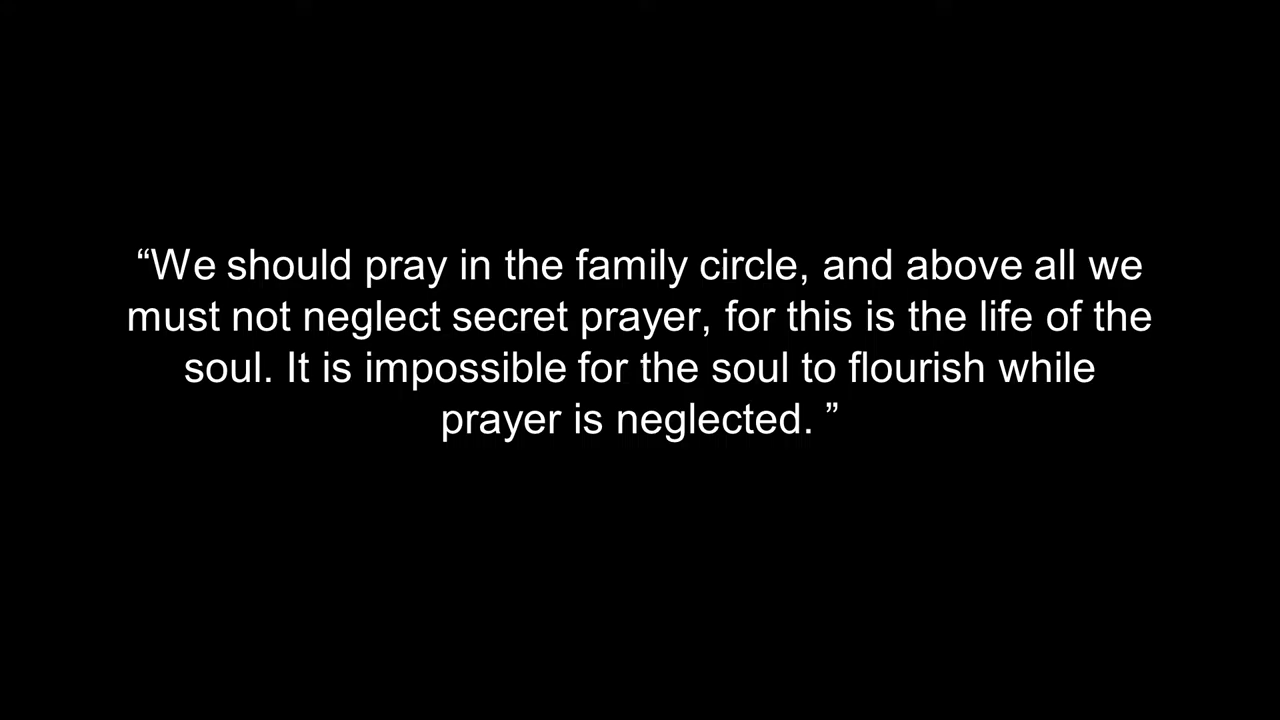 “We should pray in the family circle, and above all we
must not neglect secret prayer, for this is the life of the
soul. It is impossible for the soul to flourish while
prayer is neglected. ”